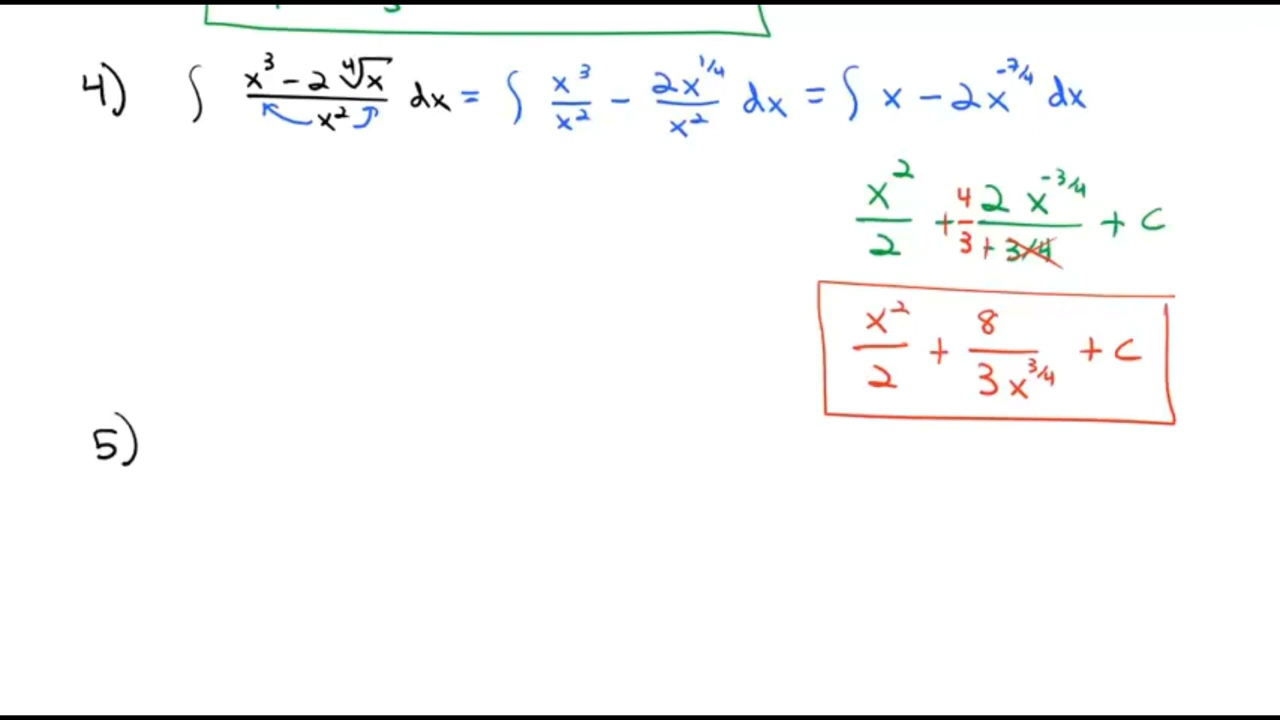 4) ∫ (x³ − 2 ∜x)/x² dx = ∫ x³/x² − 2x^(1/4)/x² dx = ∫ x − 2x^(-7/4) dx
x²/2 + 4/3 2x^(-3/4)/(+ 3/4) + C
x²/2 + 8/(3x^(3/4)) + C
5)